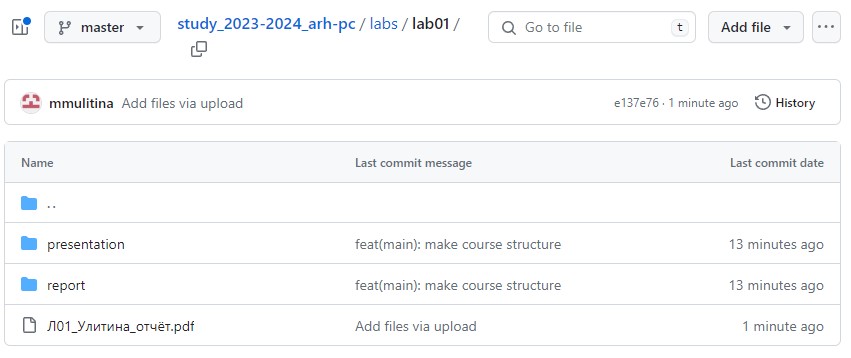 master study_2023-2024_arh-pc / labs / lab01 / Go to file t Add file ...
mmulitina Add files via upload e137e76 · 1 minute ago History
Name Last commit message Last commit date
..
presentation feat(main): make course structure 13 minutes ago
report feat(main): make course structure 13 minutes ago
Л01_Улитина_отчёт.pdf Add files via upload 1 minute ago